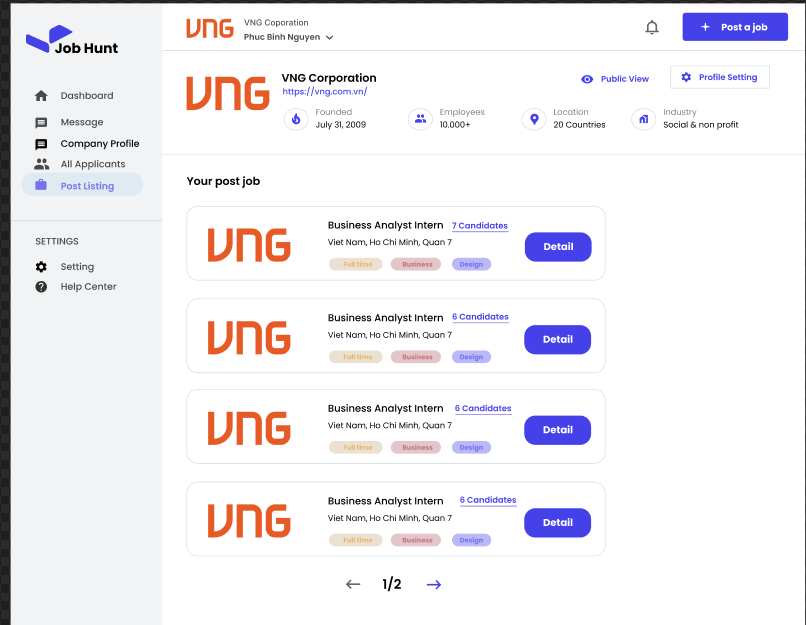 Job Hunt
Dashboard
Message
Company Profile
All Applicants
Post Listing
SETTINGS
Setting
Help Center
VNG
VNG Coporation
Phuc Binh Nguyen
+ Post a job
VNG
VNG Corporation
https://vng.com.vn/
Public View
Profile Setting
Founded
July 31, 2009
Employees
10.000+
Location
20 Countries
Industry
Social & non profit
Your post job
VNG
Business Analyst Intern 7 Candidates
Viet Nam, Ho Chi Minh, Quan 7
Full time Business Design
Detail
VNG
Business Analyst Intern 6 Candidates
Viet Nam, Ho Chi Minh, Quan 7
Full time Business Design
Detail
VNG
Business Analyst Intern 6 Candidates
Viet Nam, Ho Chi Minh, Quan 7
Full time Business Design
Detail
VNG
Business Analyst Intern 6 Candidates
Viet Nam, Ho Chi Minh, Quan 7
Full time Business Design
Detail
← 1/2 →